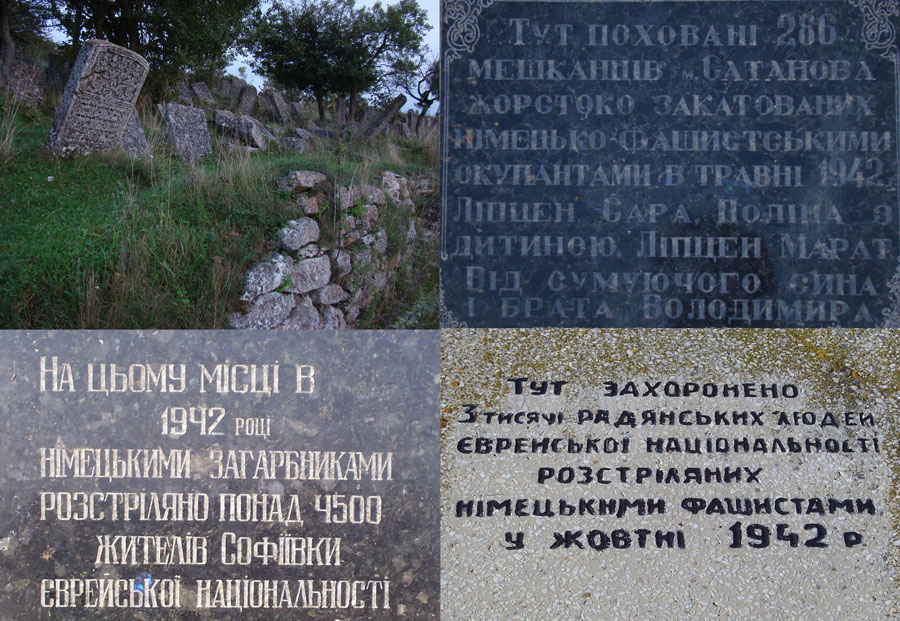 Тут поховані 286
мешканців м. Сатанова
жорстоко закатованих
німецько-фашистськими
окупантами в травні 1942
Ліпцен Сара, Поліна з
дитиною, Ліпцен Марат
Від сумуючого сина
і брата Володимира
На цьому місці в
1942 році
німецькими загарбниками
розстріляно понад 4500
жителів Софіївки
єврейської національності
Тут захоронено
3 тисячі радянських людей
єврейської національності
розстріляних
німецькими фашистами
у жовтні 1942 р